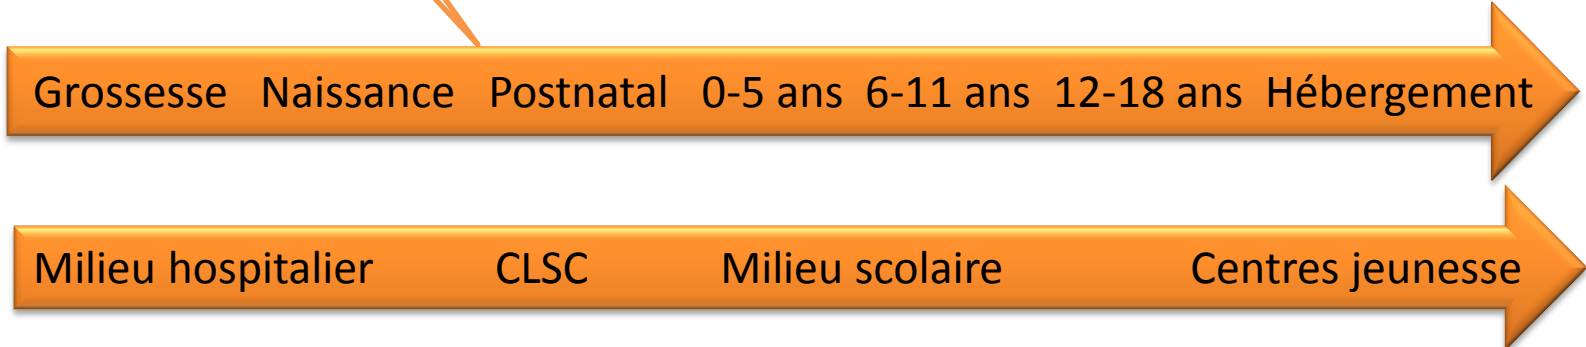 Grossesse Naissance Postnatal 0-5 ans 6-11 ans 12-18 ans Hébergement
Milieu hospitalier CLSC Milieu scolaire Centres jeunesse